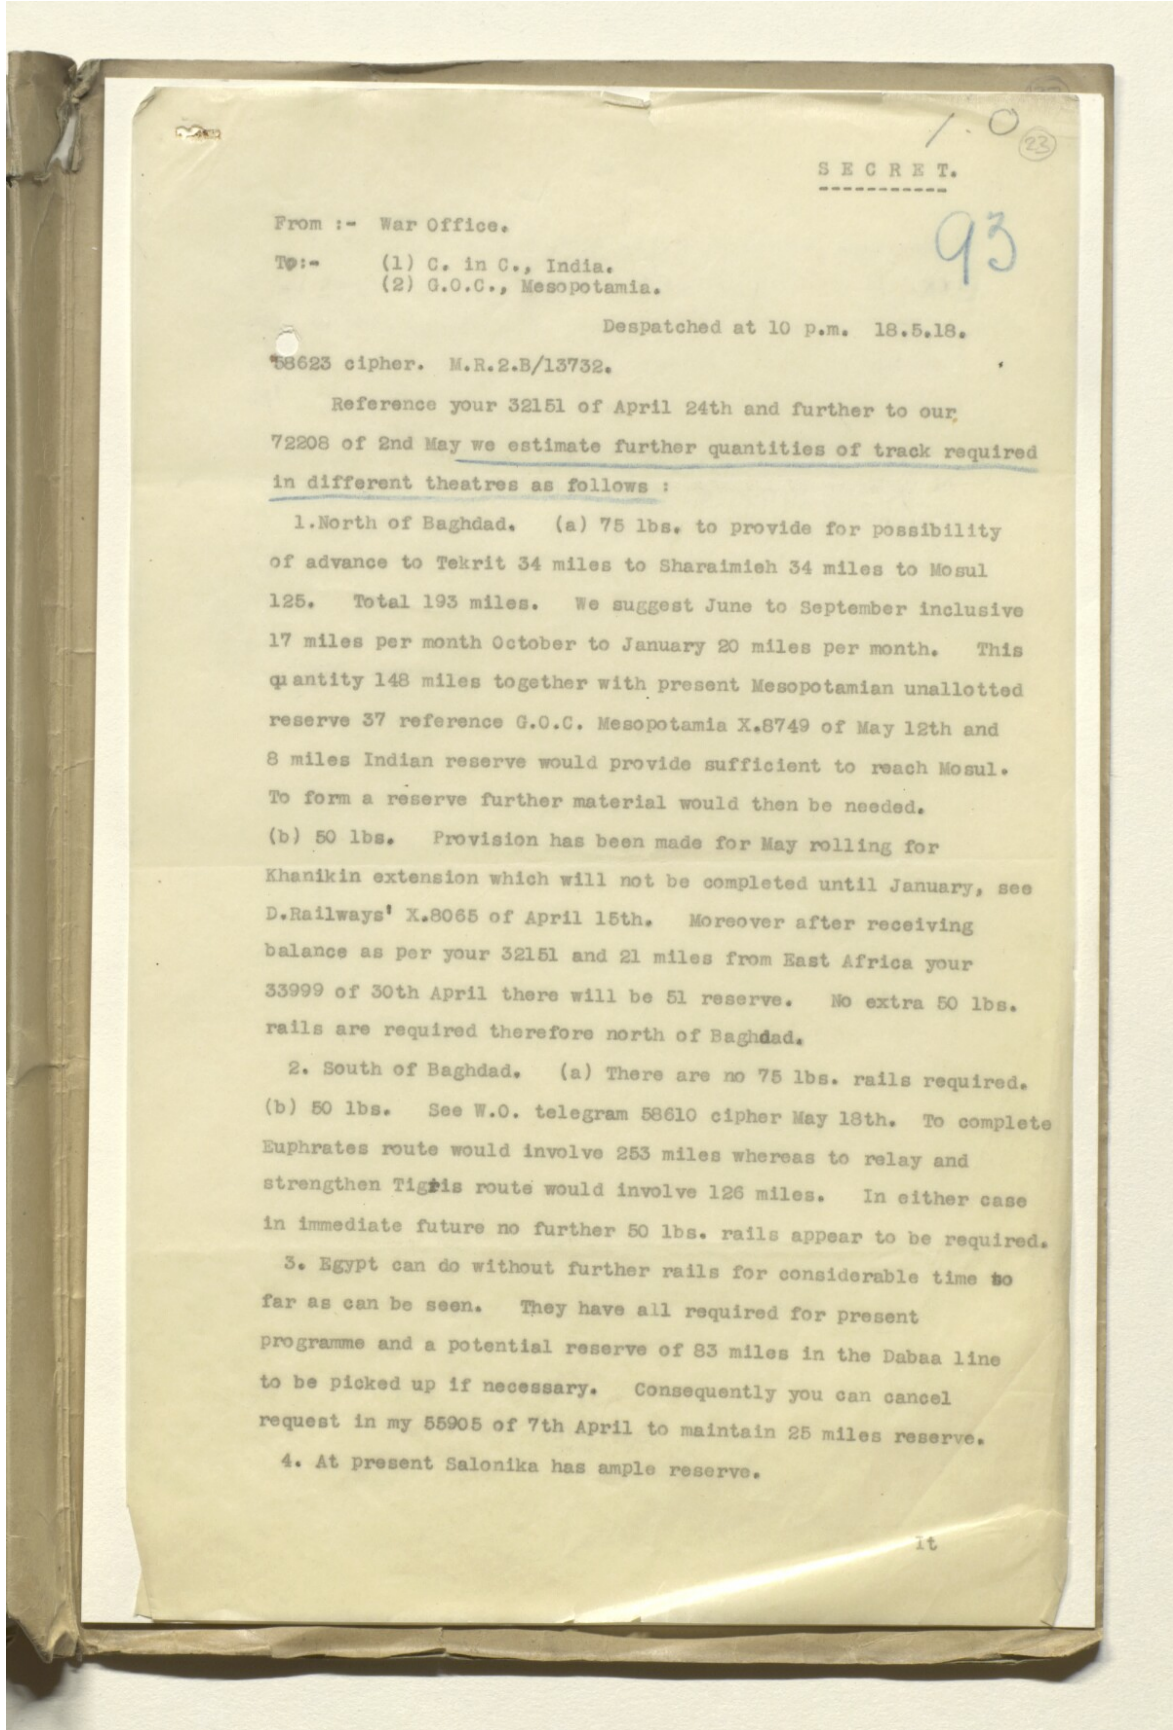 1.0
23
S E C R E T.
-----------
From :- War Office.
93
To:- (1) C. in C., India.
(2) G.O.C., Mesopotamia.
Despatched at 10 p.m. 18.5.18.
58623 cipher. M.R.2.B/13732.
Reference your 32151 of April 24th and further to our
72208 of 2nd May we estimate further quantities of track required
in different theatres as follows :
1.North of Baghdad. (a) 75 lbs. to provide for possibility
of advance to Tekrit 34 miles to Sharaimieh 34 miles to Mosul
125. Total 193 miles. We suggest June to September inclusive
17 miles per month October to January 20 miles per month. This
quantity 148 miles together with present Mesopotamian unallotted
reserve 37 reference G.O.C. Mesopotamia X.8749 of May 12th and
8 miles Indian reserve would provide sufficient to reach Mosul.
To form a reserve further material would then be needed.
(b) 50 lbs. Provision has been made for May rolling for
Khanikin extension which will not be completed until January, see
D.Railways' X.8065 of April 15th. Moreover after receiving
balance as per your 32151 and 21 miles from East Africa your
33999 of 30th April there will be 51 reserve. No extra 50 lbs.
rails are required therefore north of Baghdad.
2. South of Baghdad. (a) There are no 75 lbs. rails required.
(b) 50 lbs. See W.O. telegram 58610 cipher May 18th. To complete
Euphrates route would involve 253 miles whereas to relay and
strengthen Tigris route would involve 126 miles. In either case
in immediate future no further 50 lbs. rails appear to be required.
3. Egypt can do without further rails for considerable time so
far as can be seen. They have all required for present
programme and a potential reserve of 83 miles in the Dabaa line
to be picked up if necessary. Consequently you can cancel
request in my 55905 of 7th April to maintain 25 miles reserve.
4. At present Salonika has ample reserve.
It